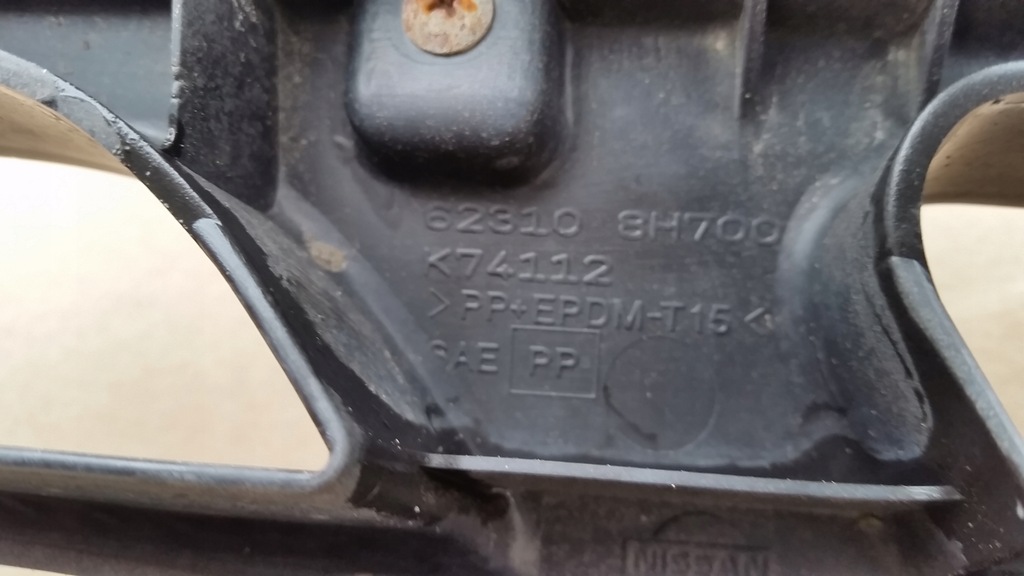 62310 8H700
K74112
>PP+EPDM-T15<
SAE PP
NISSAN